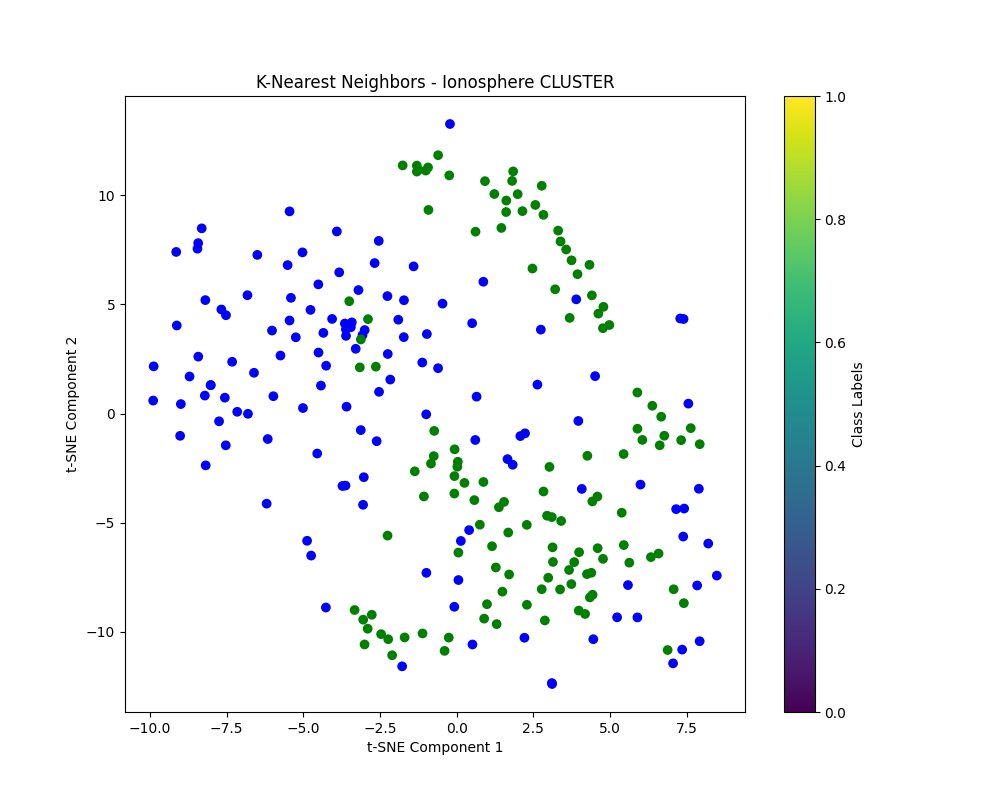 K-Nearest Neighbors - Ionosphere CLUSTER
1.0
0.8
0.6
0.4
0.2
0.0
Class Labels
10
5
0
−5
−10
t-SNE Component 2
−10.0 −7.5 −5.0 −2.5 0.0 2.5 5.0 7.5
t-SNE Component 1